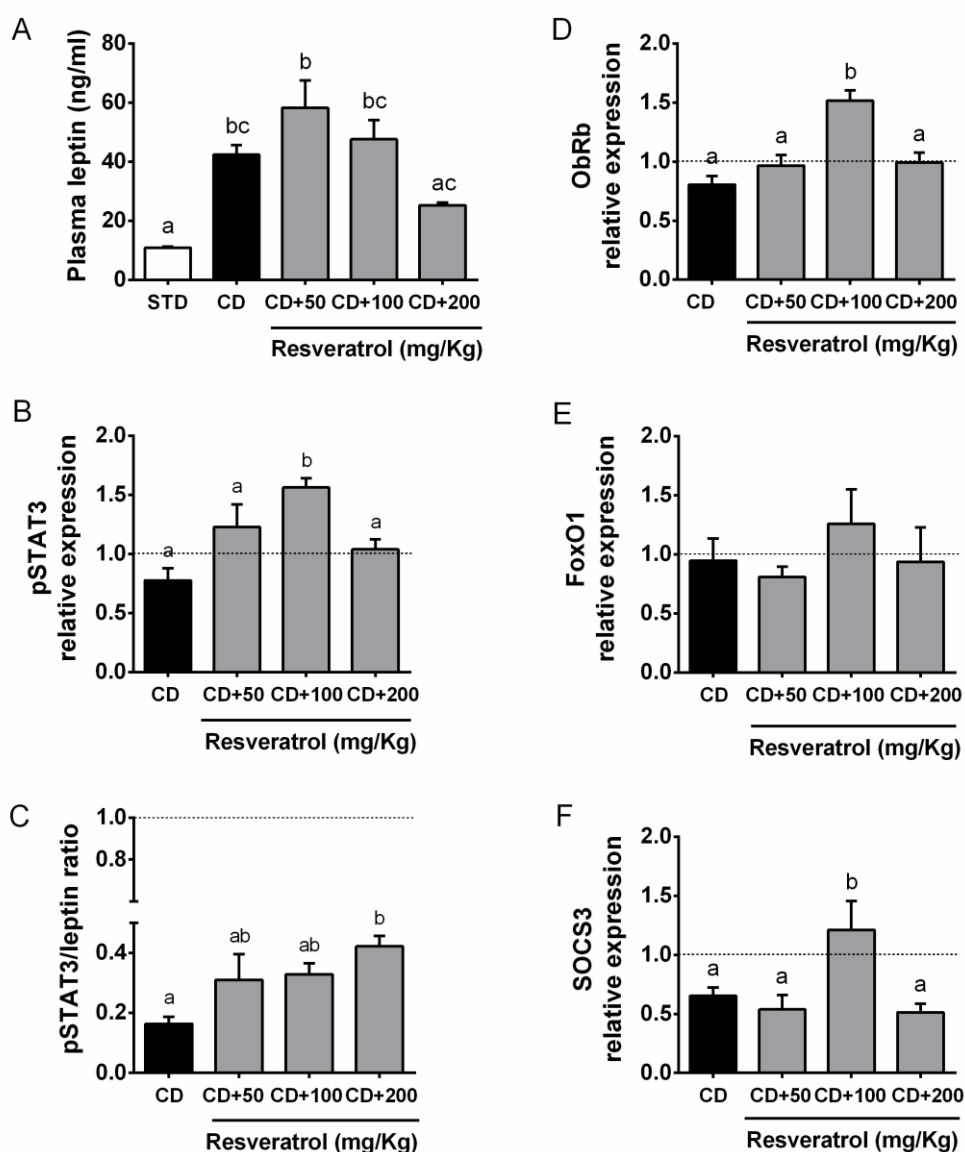 A
Plasma leptin (ng/ml)
80
60
40
20
0
a
bc
b
bc
ac
STD
CD
CD+50
CD+100
CD+200
Resveratrol (mg/Kg)
B
pSTAT3
relative expression
2.0
1.5
1.0
0.5
0.0
a
a
b
a
CD
CD+50
CD+100
CD+200
Resveratrol (mg/Kg)
C
pSTAT3/leptin ratio
1.0
0.8
0.4
0.2
0.0
a
ab
ab
b
CD
CD+50
CD+100
CD+200
Resveratrol (mg/Kg)
D
ObRb
relative expression
2.0
1.5
1.0
0.5
0.0
a
a
b
a
CD
CD+50
CD+100
CD+200
Resveratrol (mg/Kg)
E
FoxO1
relative expression
2.0
1.5
1.0
0.5
0.0
CD
CD+50
CD+100
CD+200
Resveratrol (mg/Kg)
F
SOCS3
relative expression
2.0
1.5
1.0
0.5
0.0
a
a
b
a
CD
CD+50
CD+100
CD+200
Resveratrol (mg/Kg)